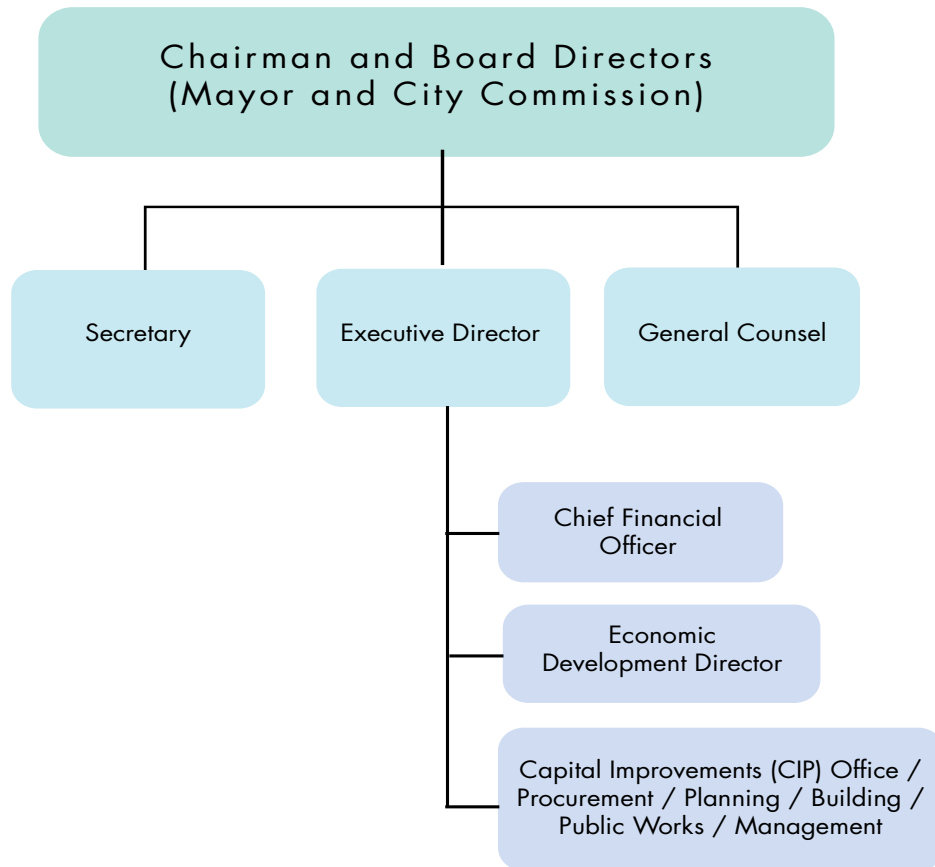 Chairman and Board Directors
(Mayor and City Commission)
Secretary
Executive Director
General Counsel
Chief Financial
Officer
Economic
Development Director
Capital Improvements (CIP) Office /
Procurement / Planning / Building /
Public Works / Management